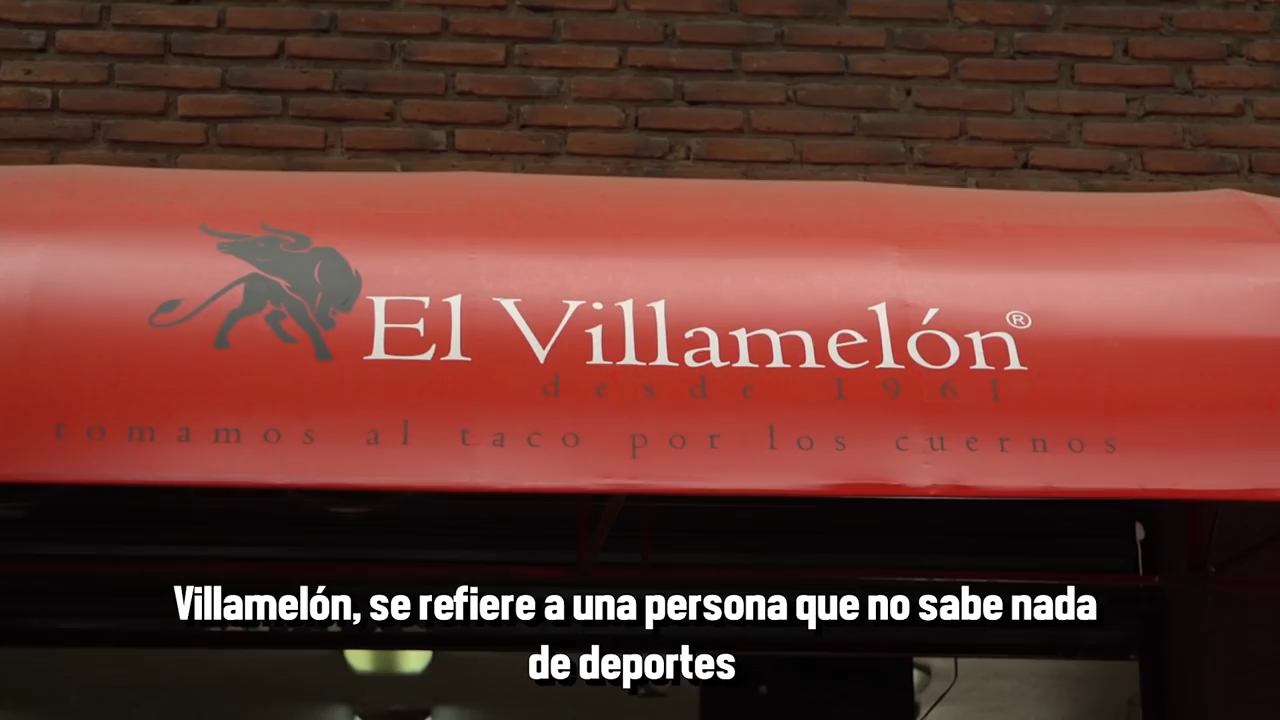 El Villamelón®
desde 1961
tomamos al taco por los cuernos
Villamelón, se refiere a una persona que no sabe nada
de deportes